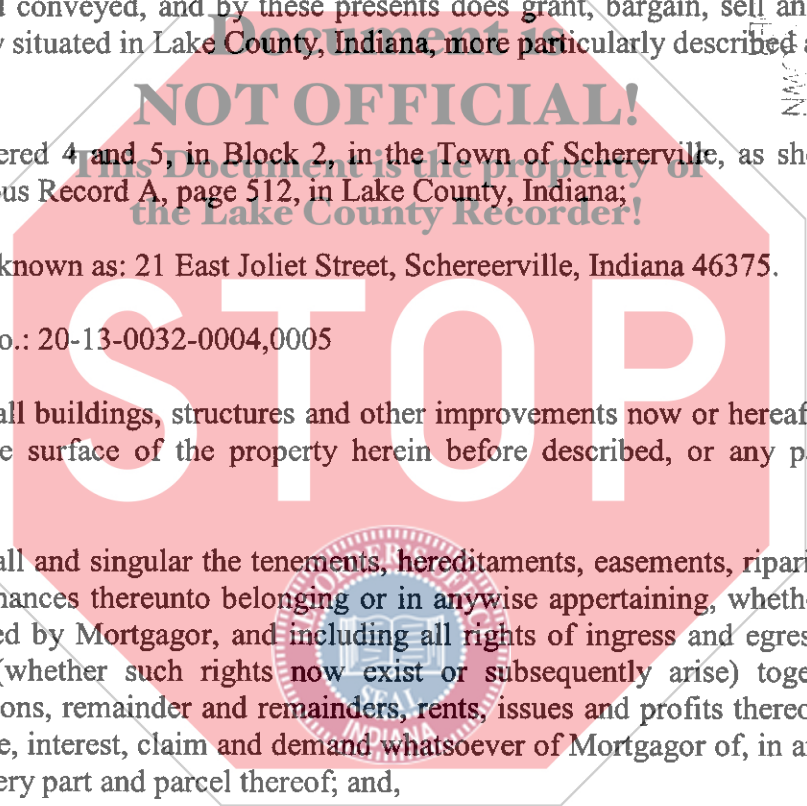 conveyed, and by these presents does grant, bargain, sell an
Document is
situated in Lake County, Indiana, more particularly described
NOT OFFICIAL!
ered 4 and 5, in Block 2, in the Town of Schererville, as sh
This Document is the property of
us Record A, page 512, in Lake County, Indiana;
the Lake County Recorder!
known as: 21 East Joliet Street, Schereerville, Indiana 46375.
STOP
o.: 20-13-0032-0004,0005
all buildings, structures and other improvements now or hereaf
e surface of the property herein before described, or any p
all and singular the tenements, hereditaments, easements, ripari
nances thereunto belonging or in anywise appertaining, wheth
ed by Mortgagor, and including all rights of ingress and egres
(whether such rights now exist or subsequently arise) toge
ons, remainder and remainders, rents, issues and profits thereo
e, interest, claim and demand whatsoever of Mortgagor of, in a
ery part and parcel thereof; and,
RECORDER'S OFFICE
SEAL
INDIANA